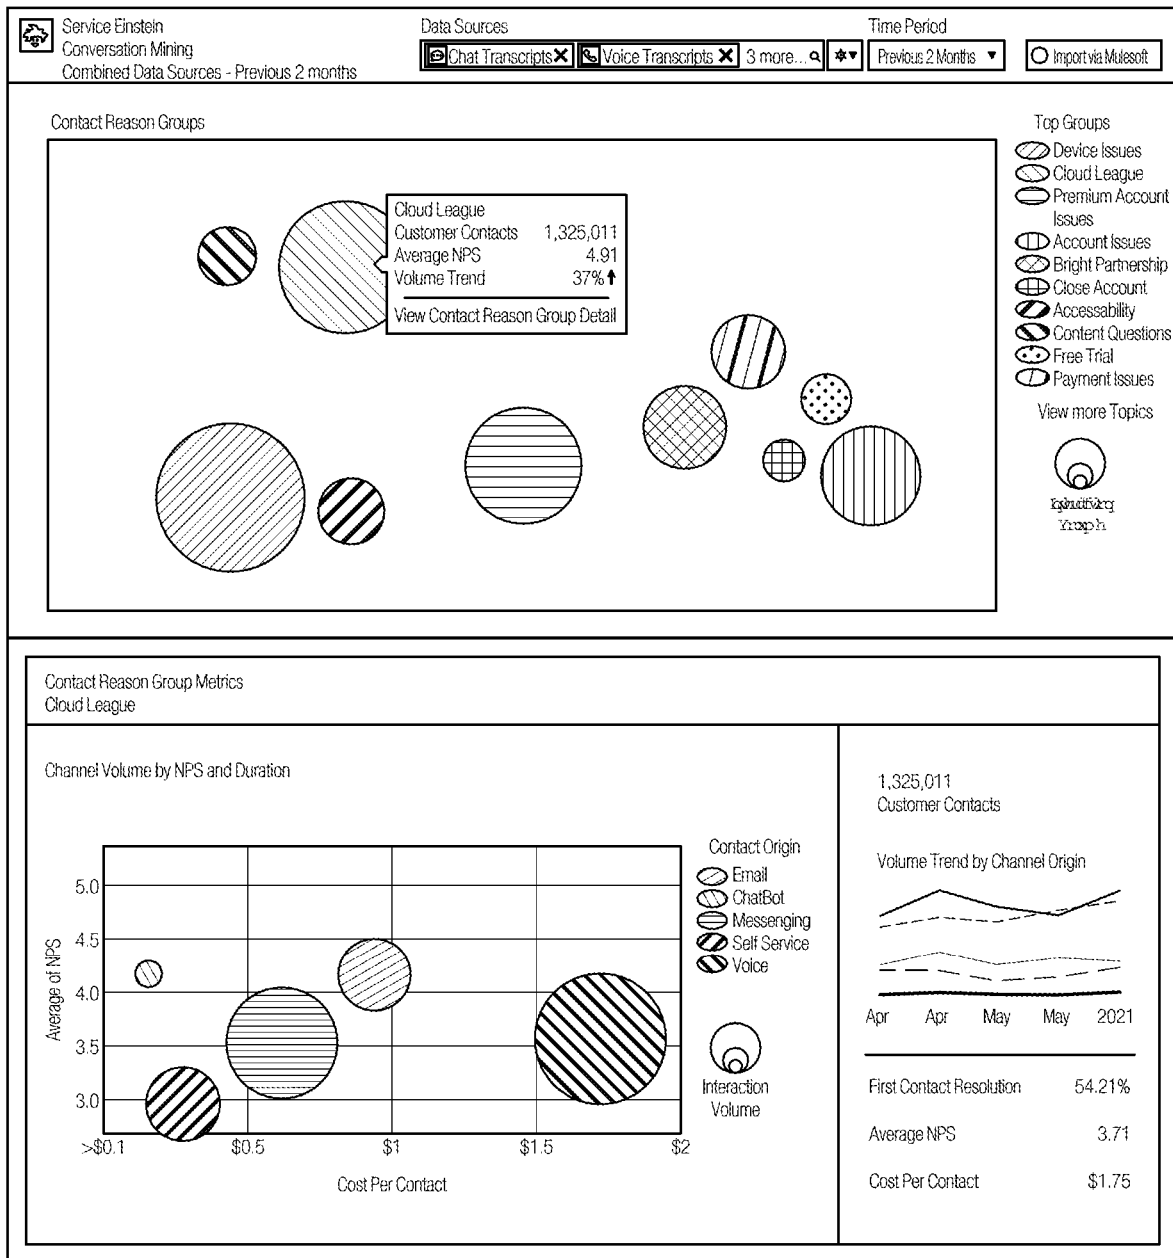 Service Einstein
Conversation Mining
Combined Data Sources - Previous 2 months
Data Sources
Chat Transcripts
Voice Transcripts
3 more...
Time Period
Previous 2 Months
Import via Mulesoft
Contact Reason Groups
Cloud League
Customer Contacts 1,325,011
Average NPS 4.91
Volume Trend 37%
View Contact Reason Group Detail
Top Groups
Device Issues
Cloud League
Premium Account
Issues
Account Issues
Bright Partnership
Close Account
Accessability
Content Questions
Free Trial
Payment Issues
View more Topics
Contact Reason Group Metrics
Cloud League
Channel Volume by NPS and Duration
Average of NPS
5.0
4.5
4.0
3.5
3.0
>$0.1 $0.5 $1 $1.5 $2
Cost Per Contact
Contact Origin
Email
ChatBot
Messenging
Self Service
Voice
Interaction
Volume
1,325,011
Customer Contacts
Volume Trend by Channel Origin
Apr Apr May May 2021
First Contact Resolution 54.21%
Average NPS 3.71
Cost Per Contact $1.75